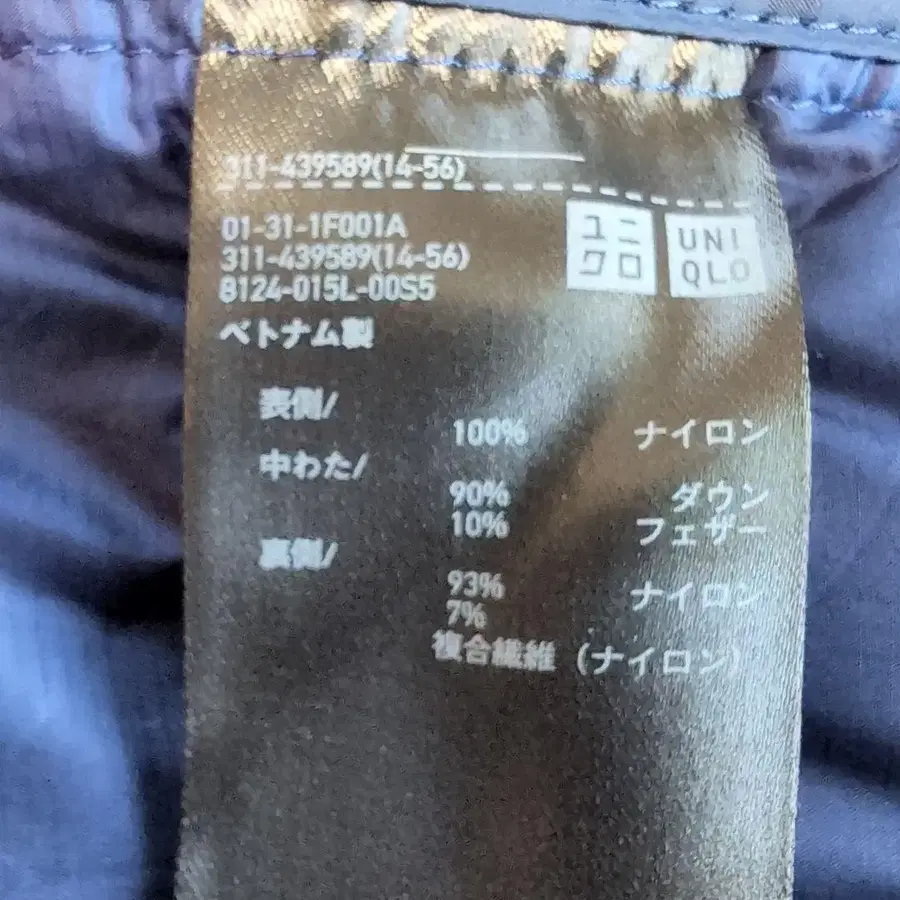 311-439589(14-56)
01-31-1F001A
311-439589(14-56)
8124-015L-00S5
ユニ
クロ
UNI
QLO
ベトナム製
表側/
100% ナイロン
中わた/
90% ダウン
10% フェザー
裏側/
93% ナイロン
7%
複合繊維 (ナイロン)